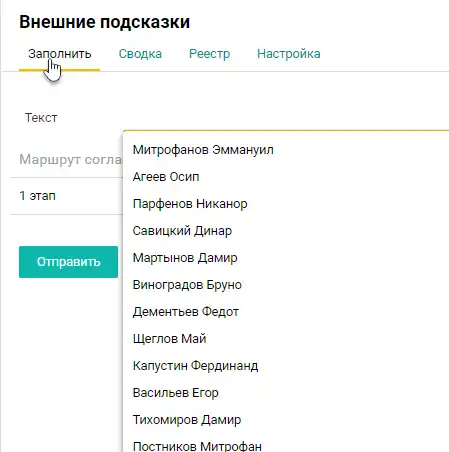 Внешние подсказки
Заполнить Сводка Реестр Настройка
Текст
Митрофанов Эммануил
Маршрут согла
Агеев Осип
1 этап
Парфенов Никанор
Савицкий Динар
Отправить
Мартынов Дамир
Виноградов Бруно
Дементьев Федот
Щеглов Май
Капустин Фердинанд
Васильев Егор
Тихомиров Дамир
Постников Митрофан